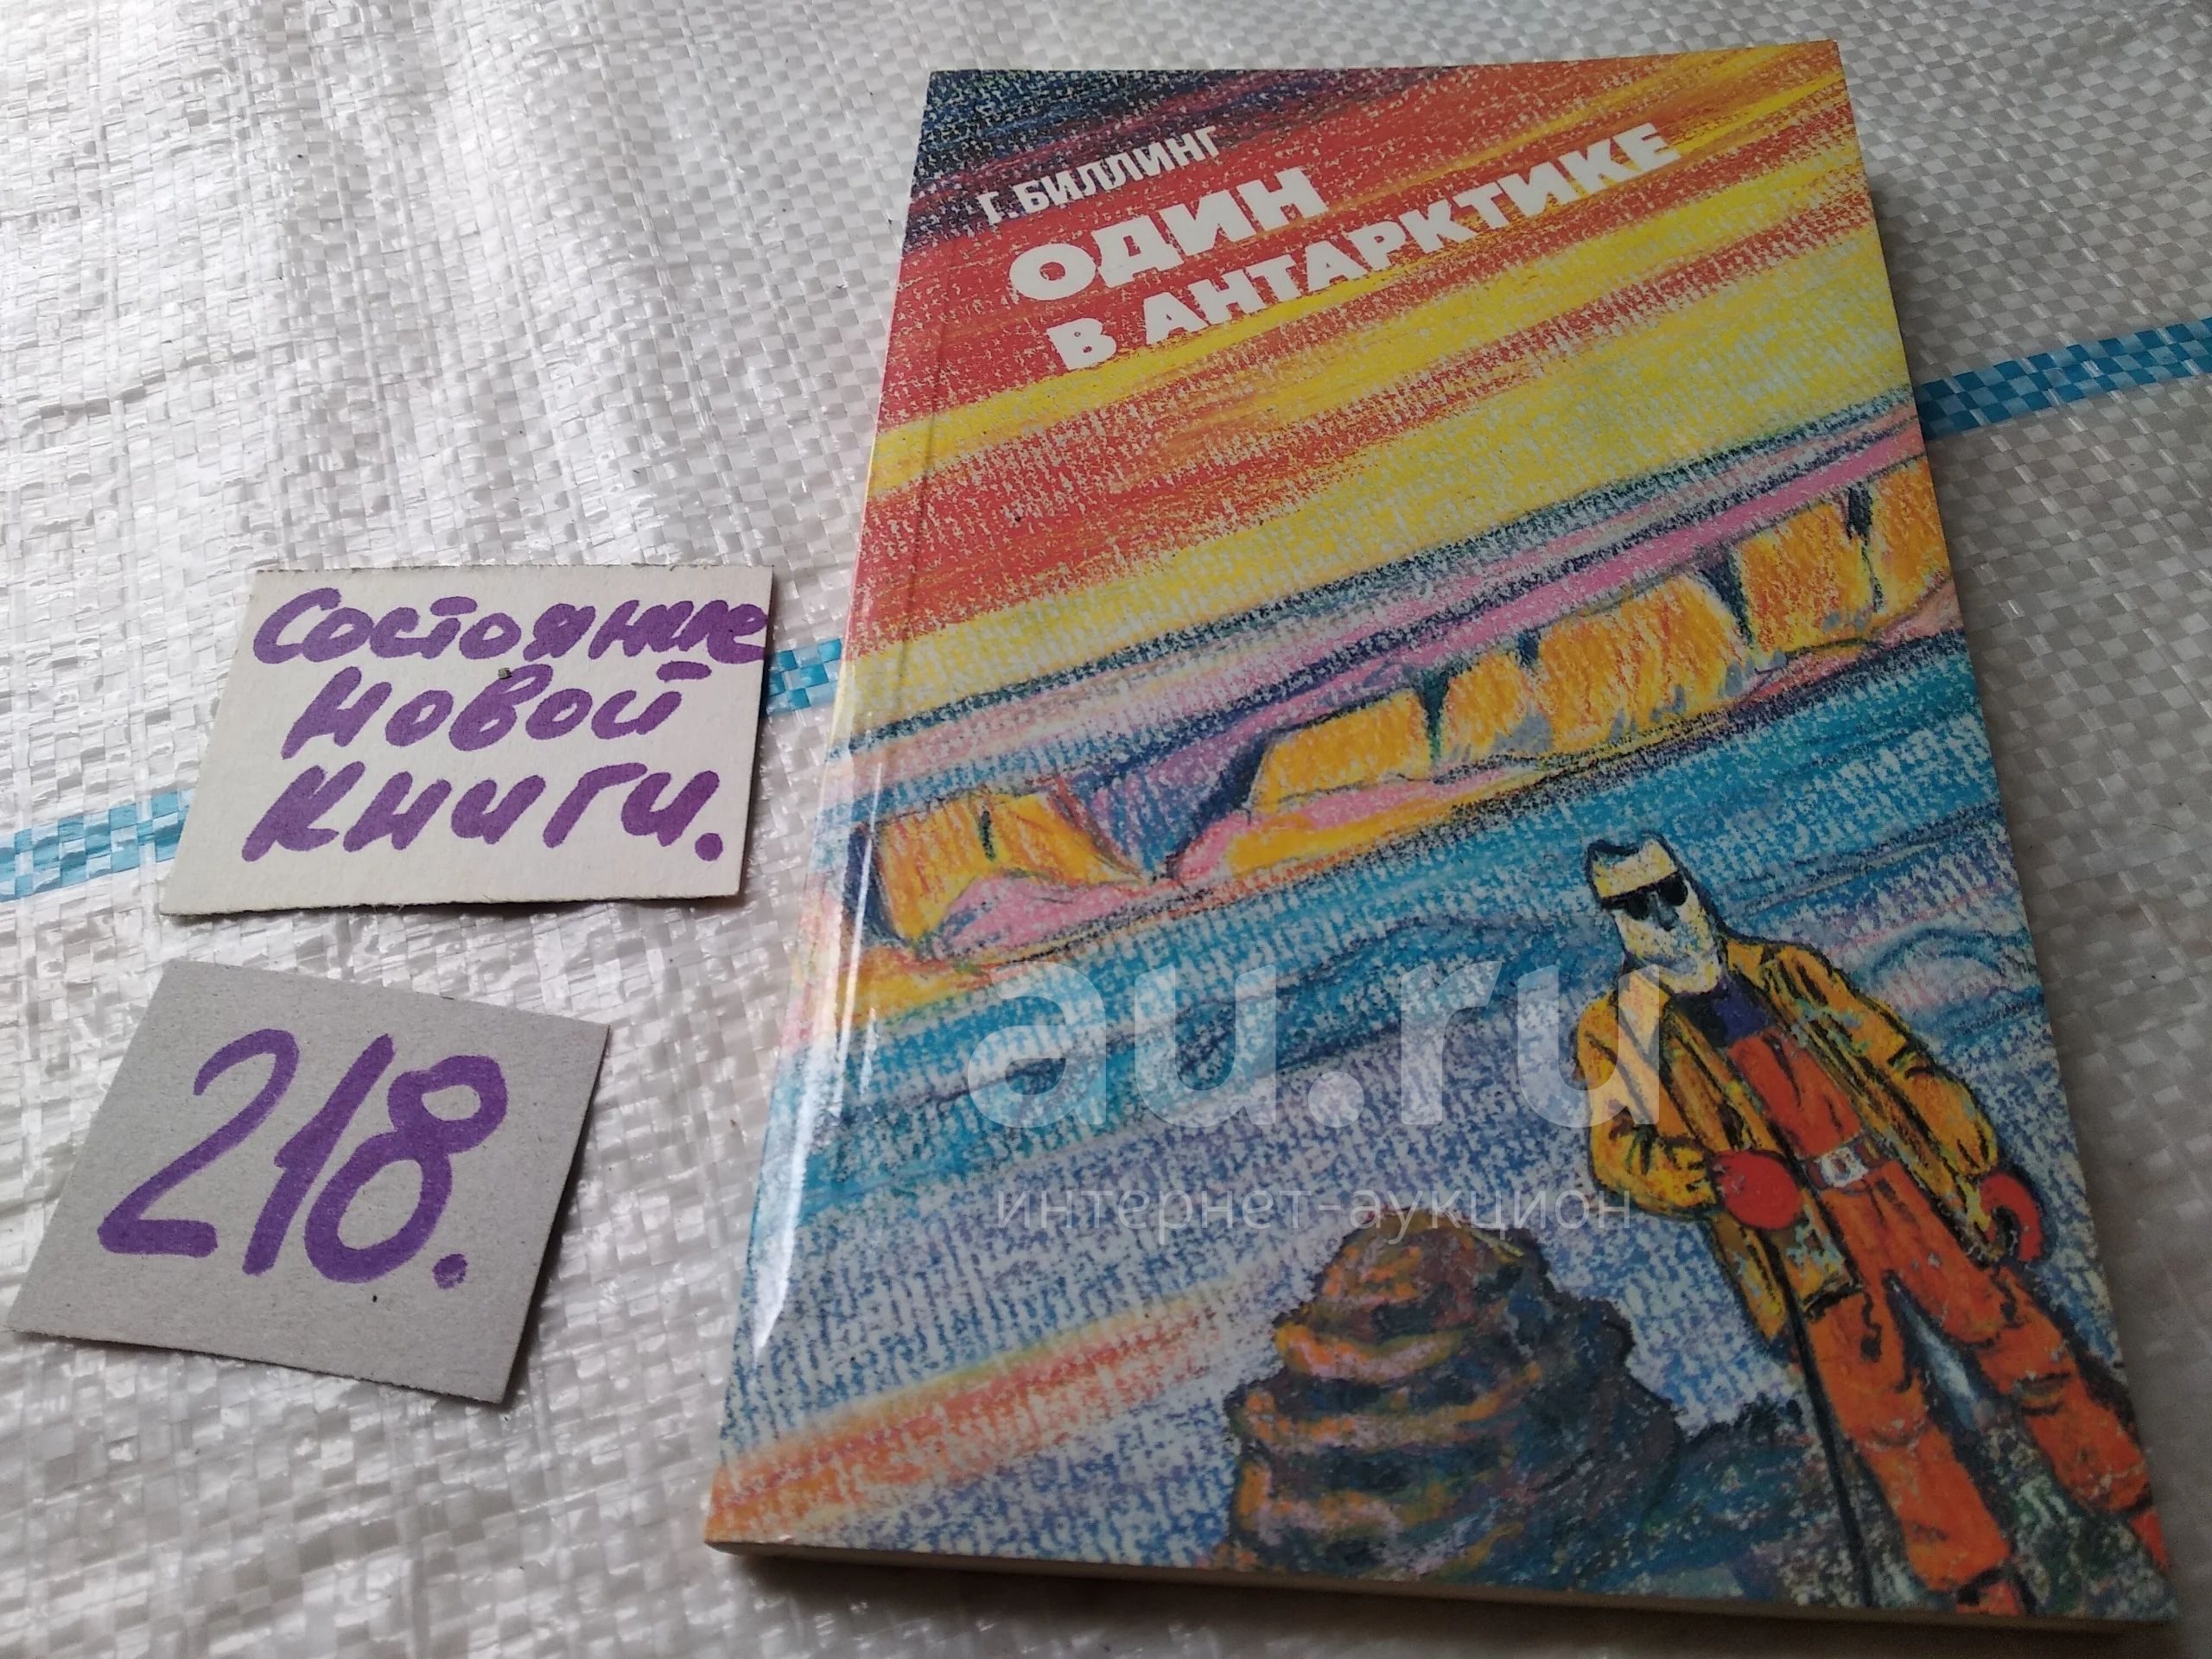 Г. БИЛЛИНГ
ОДИН
В АНТАРКТИКЕ
Состояние
новой
книги.
218.
au.ru
интернет-аукцион